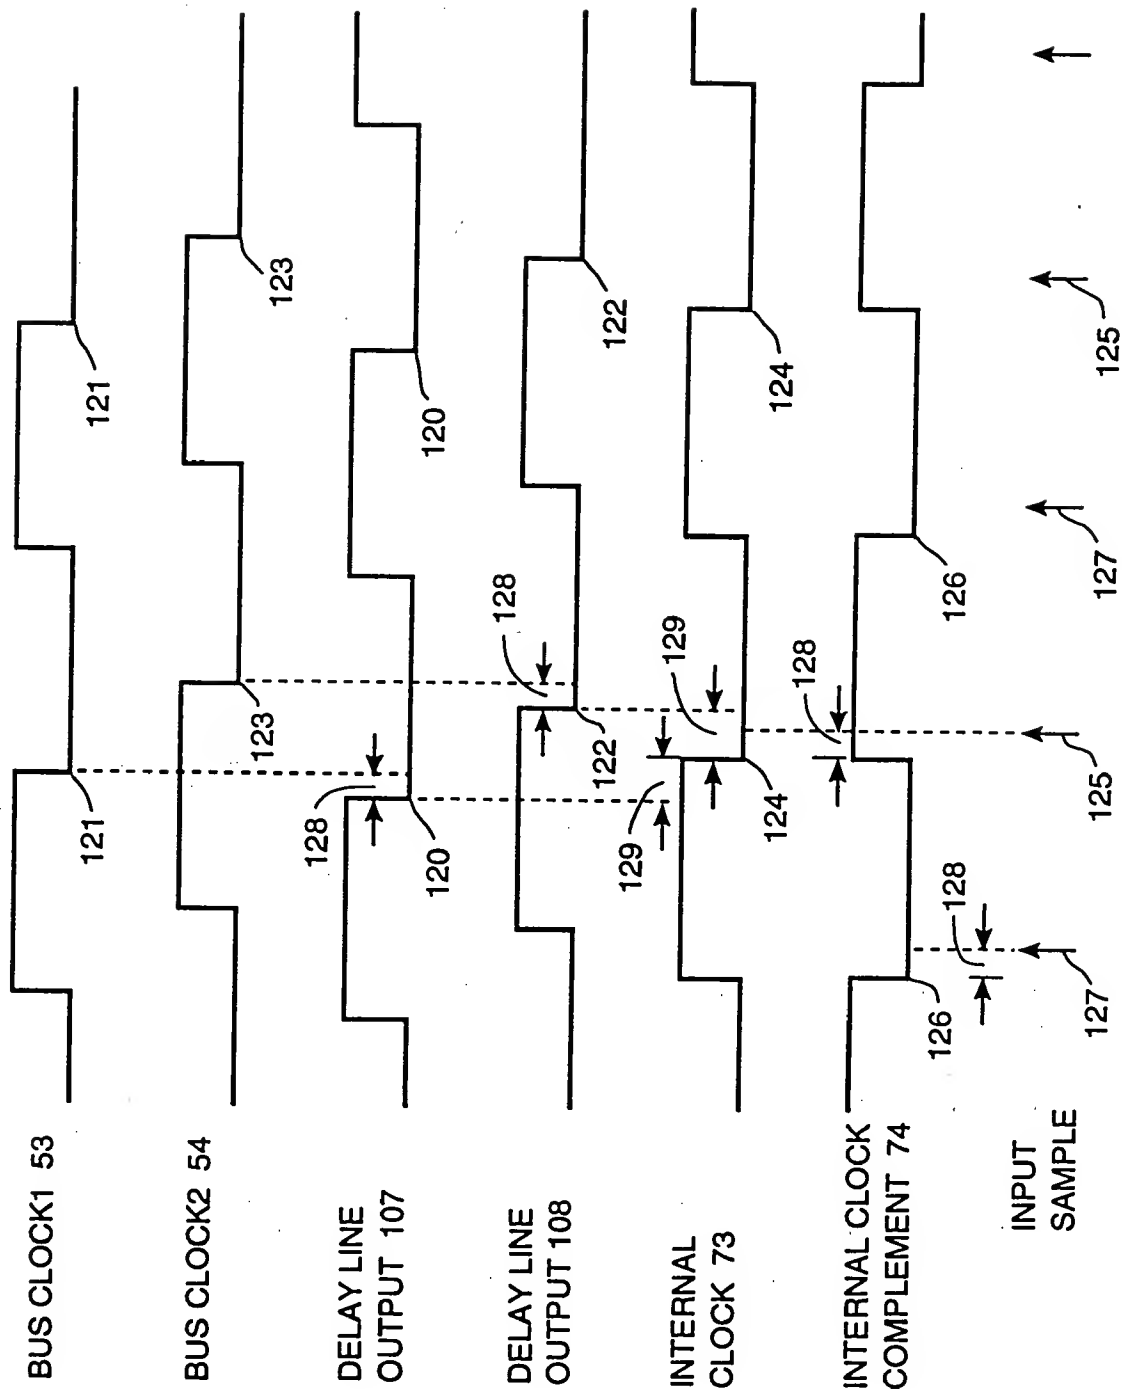 BUS CLOCK1 53
121
121
BUS CLOCK2 54
123
123
DELAY LINE
OUTPUT 107
128
120
120
DELAY LINE
OUTPUT 108
128
122
122
INTERNAL
CLOCK 73
129
129
124
124
INTERNAL CLOCK
COMPLEMENT 74
128
126
126
128
INPUT
SAMPLE
127
125
127
125